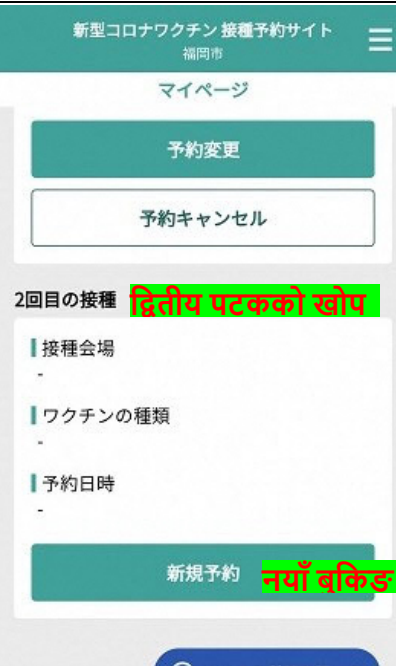 新型コロナワクチン 接種予約サイト
福岡市
マイページ
予約変更
予約キャンセル
2回目の接種 द्वितीय पटकको खोप
接種会場
-
ワクチンの種類
-
予約日時
-
新規予約 नयाँ बुकिङ